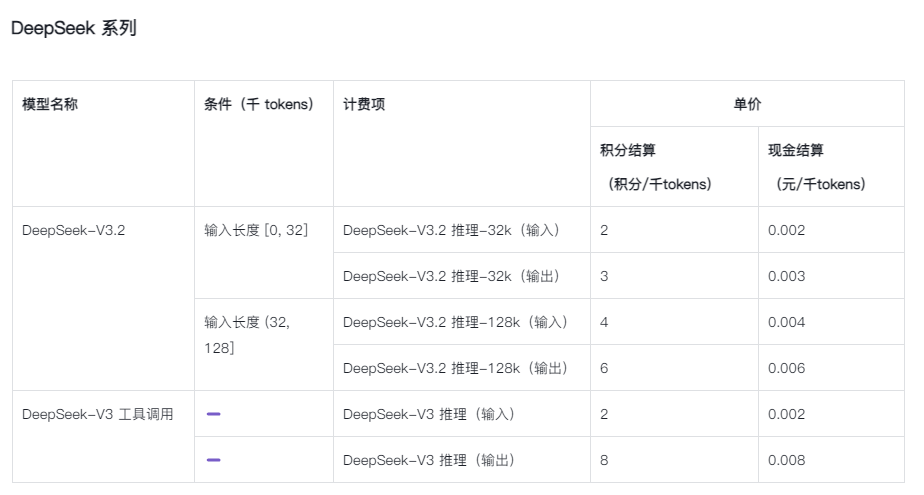 DeepSeek 系列
模型名称
条件（千 tokens）
计费项
单价
积分结算
（积分/千tokens）
现金结算
（元/千tokens）
DeepSeek-V3.2
输入长度 [0, 32]
DeepSeek-V3.2 推理-32k（输入）
2
0.002
DeepSeek-V3.2 推理-32k（输出）
3
0.003
输入长度 (32,
128]
DeepSeek-V3.2 推理-128k（输入）
4
0.004
DeepSeek-V3.2 推理-128k（输出）
6
0.006
DeepSeek-V3 工具调用
DeepSeek-V3 推理（输入）
2
0.002
DeepSeek-V3 推理（输出）
8
0.008